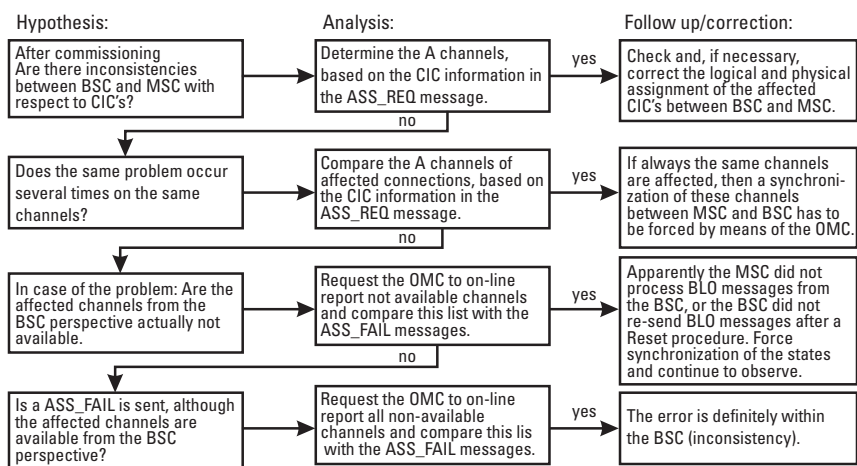 Hypothesis:
Analysis:
Follow up/correction:
After commissioning
Are there inconsistencies
between BSC and MSC with
respect to CIC's?
Determine the A channels,
based on the CIC information in
the ASS_REQ message.
yes
Check and, if necessary,
correct the logical and physical
assignment of the affected
CIC's between BSC and MSC.
no
Does the same problem occur
several times on the same
channels?
Compare the A channels of
affected connections, based on
the CIC information in the
ASS_REQ message.
yes
If always the same channels
are affected, then a synchroni-
zation of these channels
between MSC and BSC has to
be forced by means of the OMC.
no
In case of the problem: Are the
affected channels from the
BSC perspective actually not
available.
Request the OMC to on-line
report not available channels
and compare this list with the
ASS_FAIL messages.
yes
Apparently the MSC did not
process BLO messages from
the BSC, or the BSC did not
re-send BLO messages after a
Reset procedure. Force
synchronization of the states
and continue to observe.
no
Is a ASS_FAIL is sent, although
the affected channels are
available from the BSC
perspective?
Request the OMC to on-line
report all non-available
channels and compare this lis
with the ASS_FAIL messages.
yes
The error is definitely within
the BSC (inconsistency).